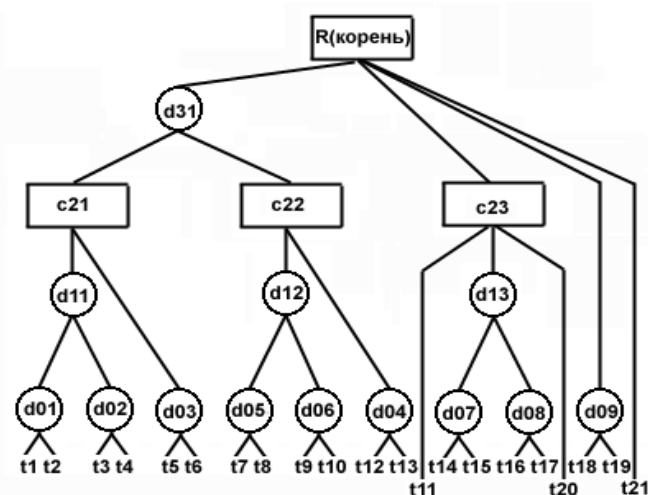 R(корень)
d31
c21 c22 c23
d11 d12 d13
d01 d02 d03 d05 d06 d04 d07 d08 d09
t1 t2 t3 t4 t5 t6 t7 t8 t9 t10 t12 t13 t14 t15 t16 t17 t18 t19
t11 t20 t21